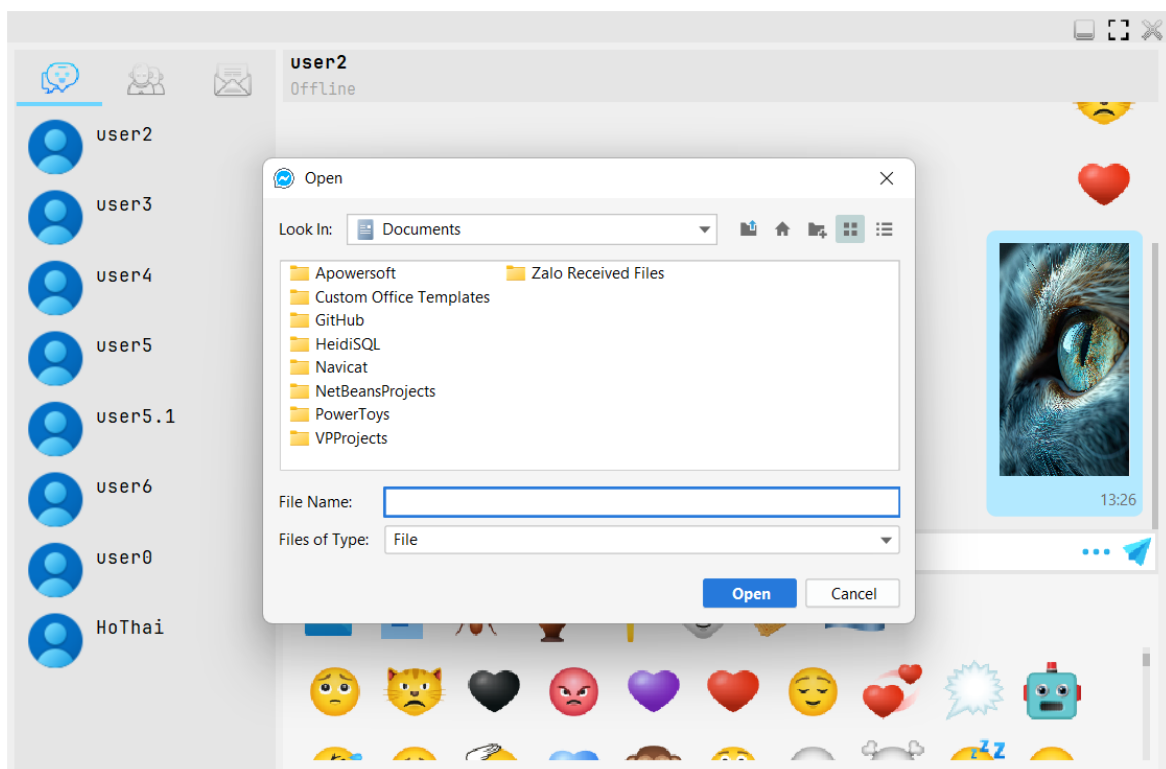 user2
Offline
user2
user3
user4
user5
user5.1
user6
user0
HoThai
Open
Look In:
Documents
Apowersoft
Zalo Received Files
Custom Office Templates
GitHub
HeidiSQL
Navicat
NetBeansProjects
PowerToys
VPProjects
File Name:
Files of Type:
File
Open
Cancel
13:26
z z Z